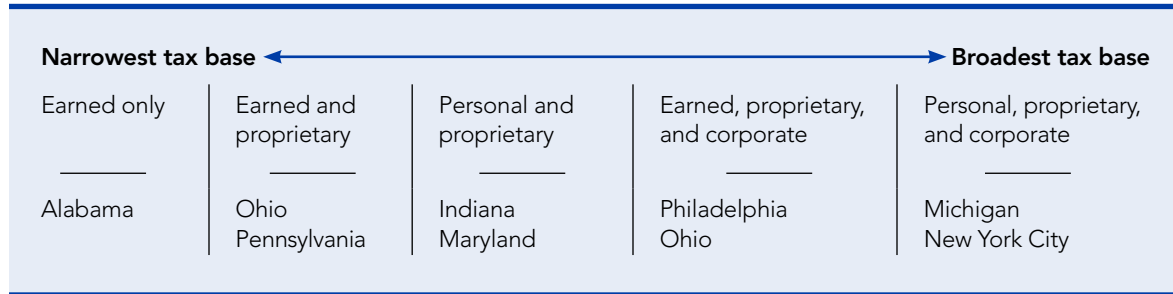 Narrowest tax base Broadest tax base
Earned only
Earned and
proprietary
Personal and
proprietary
Earned, proprietary,
and corporate
Personal, proprietary,
and corporate
Alabama
Ohio
Pennsylvania
Indiana
Maryland
Philadelphia
Ohio
Michigan
New York City